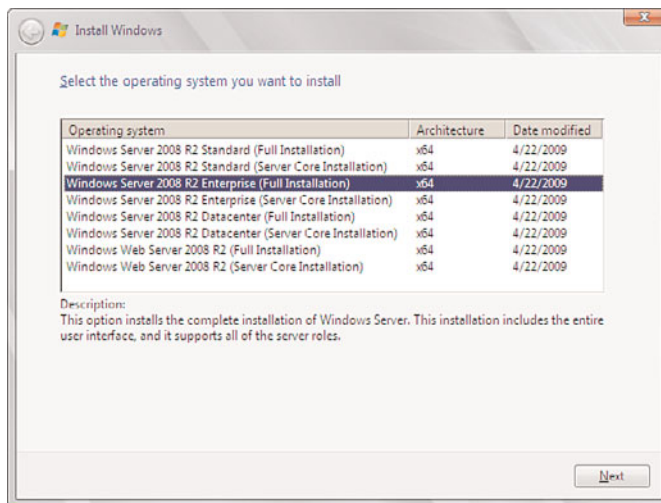 Install Windows
Select the operating system you want to install
Operating system Architecture Date modified
Windows Server 2008 R2 Standard (Full Installation) x64 4/22/2009
Windows Server 2008 R2 Standard (Server Core Installation) x64 4/22/2009
Windows Server 2008 R2 Enterprise (Full Installation) x64 4/22/2009
Windows Server 2008 R2 Enterprise (Server Core Installation) x64 4/22/2009
Windows Server 2008 R2 Datacenter (Full Installation) x64 4/22/2009
Windows Server 2008 R2 Datacenter (Server Core Installation) x64 4/22/2009
Windows Web Server 2008 R2 (Full Installation) x64 4/22/2009
Windows Web Server 2008 R2 (Server Core Installation) x64 4/22/2009
Description:
This option installs the complete installation of Windows Server. This installation includes the entire
user interface, and it supports all of the server roles.
Next